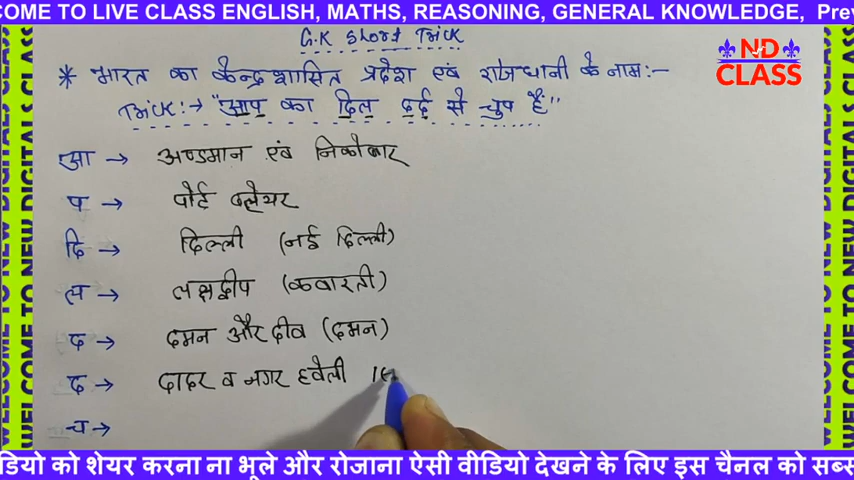 COME TO LIVE CLASS ENGLISH, MATHS, REASONING, GENERAL KNOWLEDGE, Prev
G.K Short Trick
ND
CLASS
* भारत का केन्द्रशासित प्रदेश एवं राजधानी के नाम:-
Trick:→ "आप का दिल दर्द से चुप है"
आ → अण्डमान एवं निकोबार
प → पोर्ट ब्लेयर
दि → दिल्ली (नई दिल्ली)
ल → लक्षद्वीप (कवारती)
द → दमन और दीव (दमन)
द → दादर व नगर हवेली
च →
डियो को शेयर करना ना भूले और रोजाना ऐसी वीडियो देखने के लिए इस चैनल को सब्स